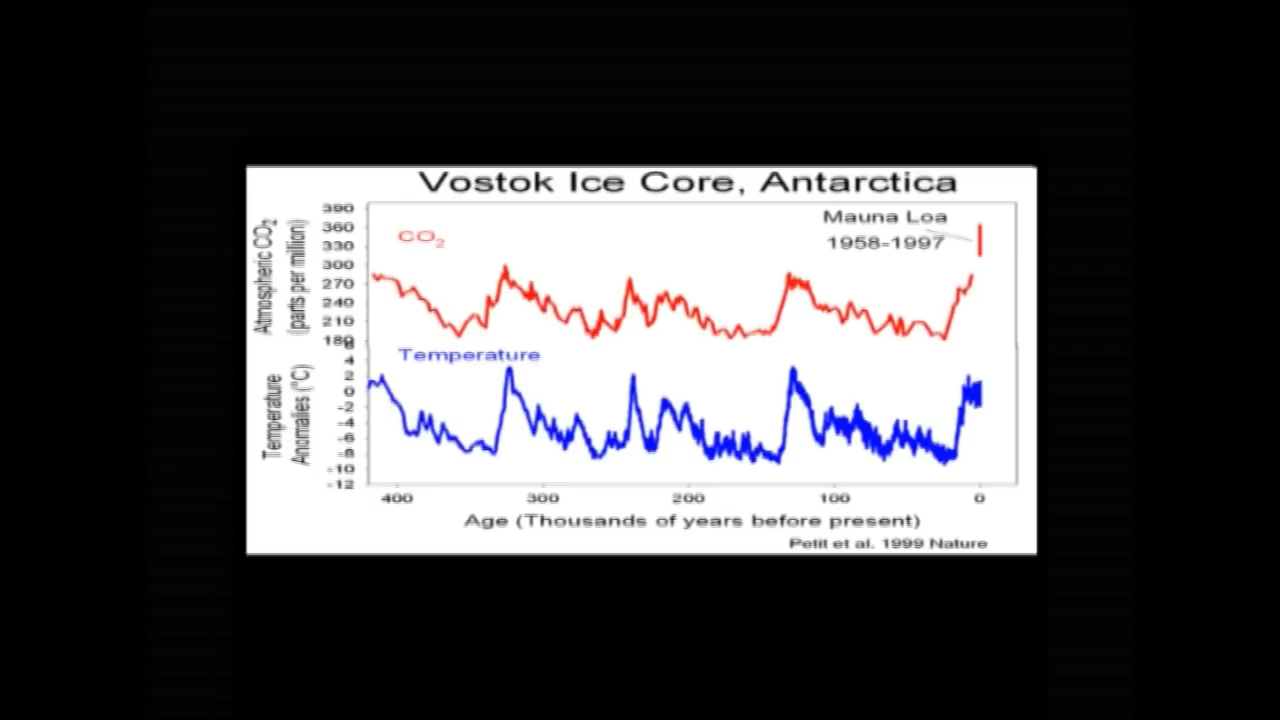 Vostok Ice Core, Antarctica
Atmospheric CO₂
(parts per million)
390
360
330
300
270
240
210
180
CO₂
Mauna Loa
1958-1997
Temperature
Anomalies (°C)
6
4
2
0
-2
-4
-6
-8
-10
-12
Temperature
400 300 200 100 0
Age (Thousands of years before present)
Petit et al. 1999 Nature